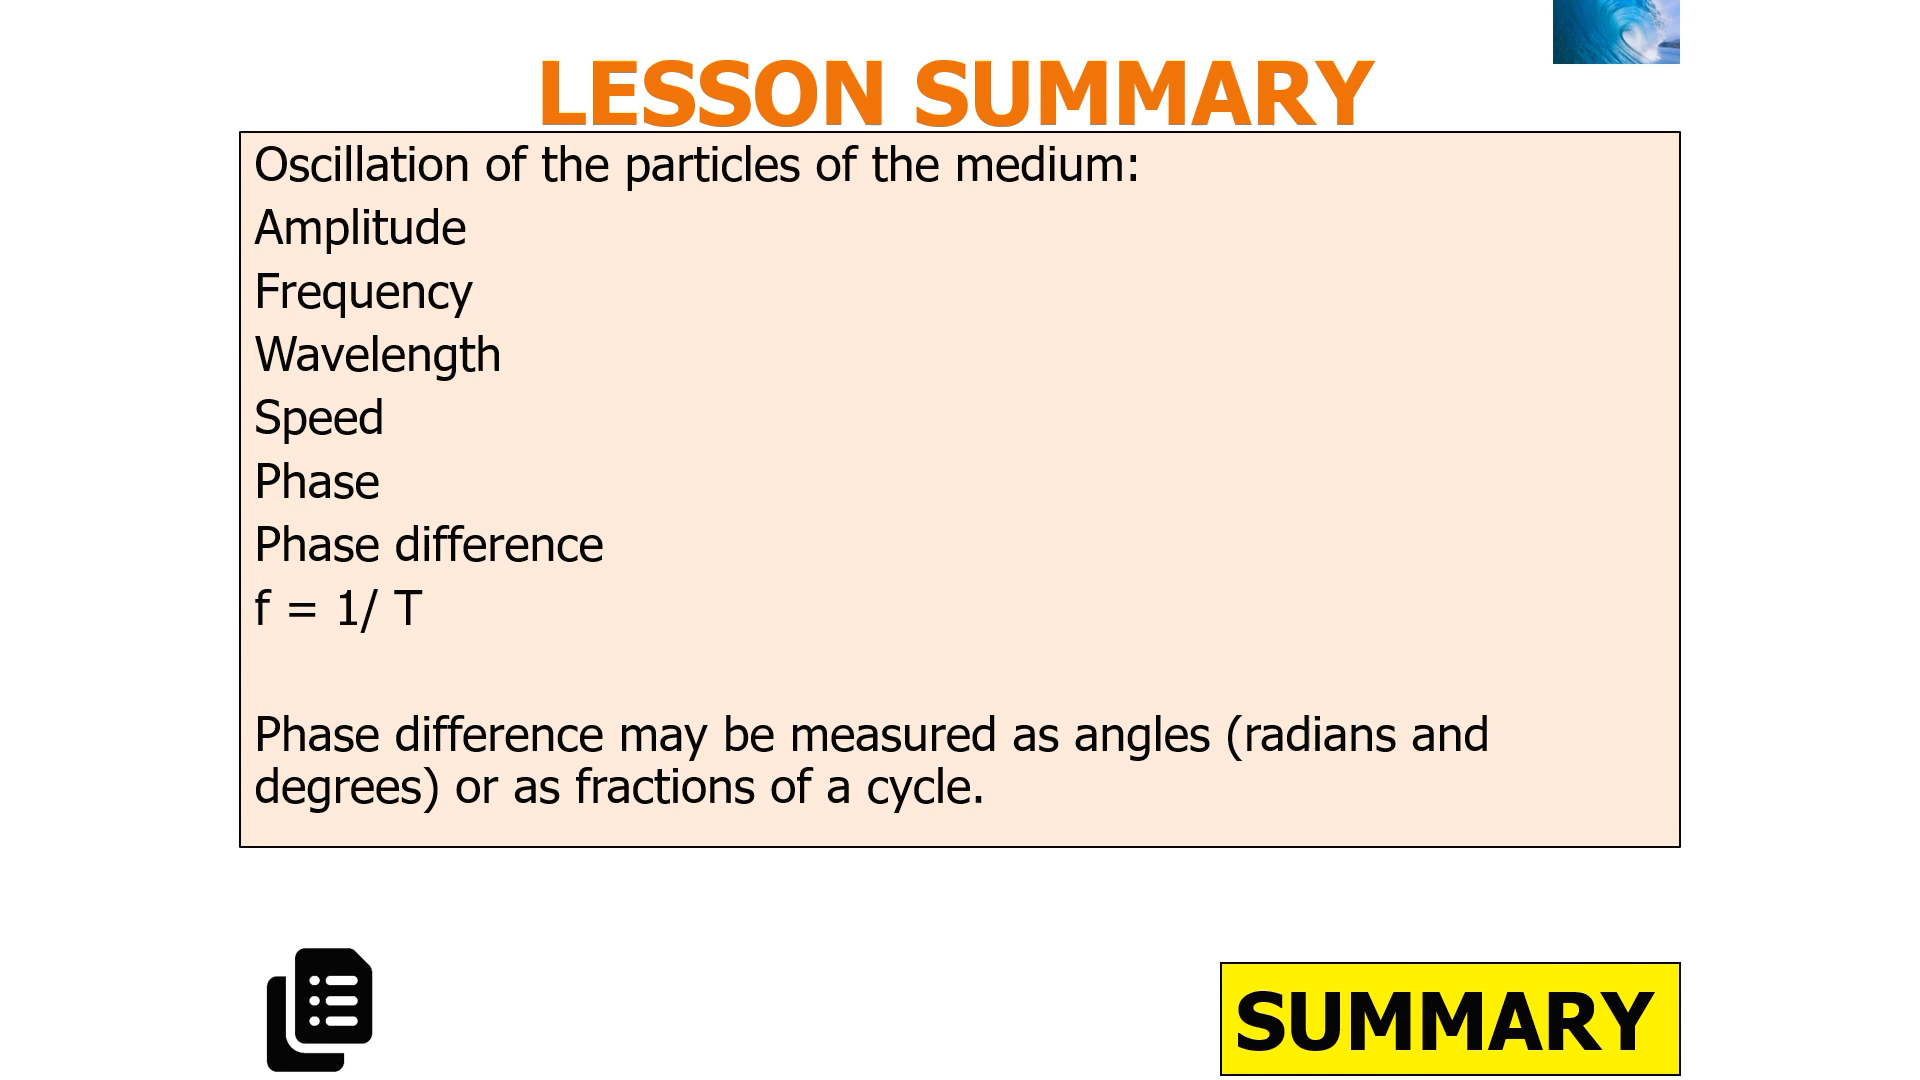 LESSON SUMMARY
Oscillation of the particles of the medium:
Amplitude
Frequency
Wavelength
Speed
Phase
Phase difference
f = 1/ T
Phase difference may be measured as angles (radians and
degrees) or as fractions of a cycle.
SUMMARY